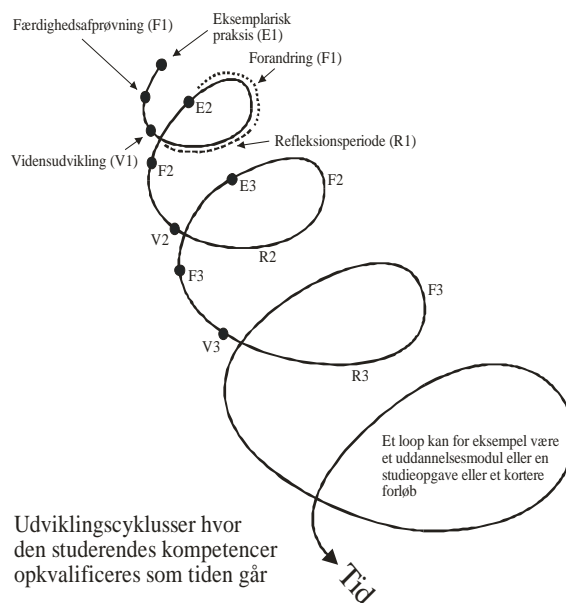 Eksemplarisk
praksis (E1)
Færdighedsafprøvning (F1)
Forandring (F1)
E2
Refleksionsperiode (R1)
Vidensudvikling (V1)
F2
E3
F2
V2
R2
F3
F3
V3
R3
Et loop kan for eksempel være
et uddannelsesmodul eller en
studieopgave eller et kortere
forløb
Udviklingscyklusser hvor
den studerendes kompetencer
opkvalificeres som tiden går
Tid